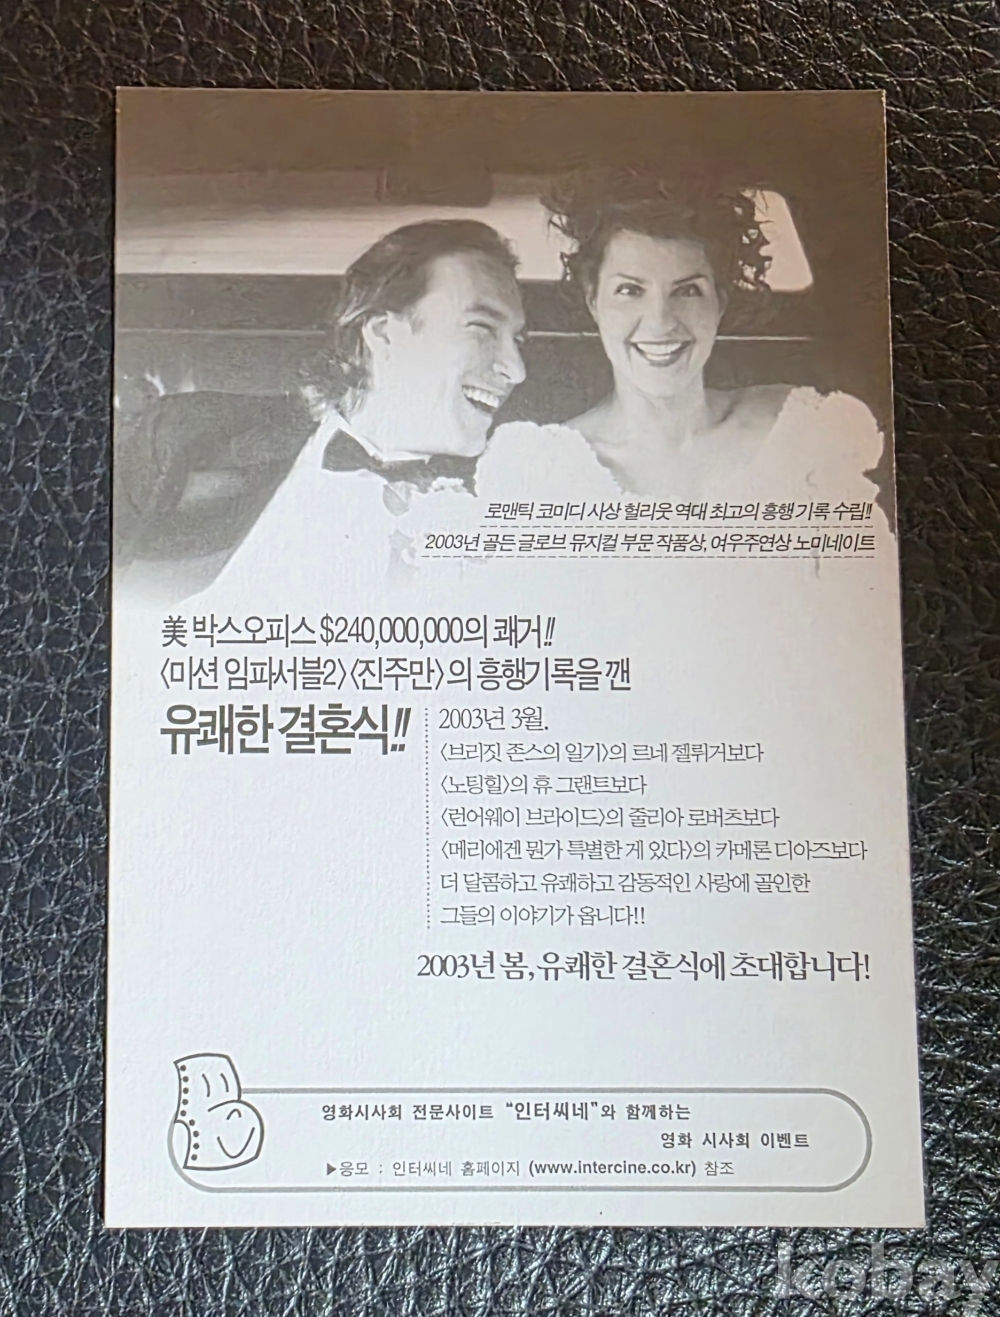 로맨틱 코미디 사상 헐리웃 역대 최고의 흥행 기록 수립!!
2003년 골든 글로브 뮤지컬 부문 작품상, 여우주연상 노미네이트
美 박스오피스 $240,000,000의 쾌거!!
〈미션 임파서블2〉〈진주만〉의 흥행기록을 깬
유쾌한 결혼식!!
2003년 3월.
〈브리짓 존스의 일기〉의 르네 젤뤼거보다
〈노팅힐〉의 휴 그랜트보다
〈런어웨이 브라이드〉의 줄리아 로버츠보다
〈메리에겐 뭔가 특별한 게 있다〉의 카메론 디아즈보다
더 달콤하고 유쾌하고 감동적인 사랑에 골인한
그들의 이야기가 옵니다!!
2003년 봄, 유쾌한 결혼식에 초대합니다!
영화시사회 전문사이트 “인터씨네”와 함께하는
영화 시사회 이벤트
▶응모 : 인터씨네 홈페이지 (www.intercine.co.kr) 참조
kobay